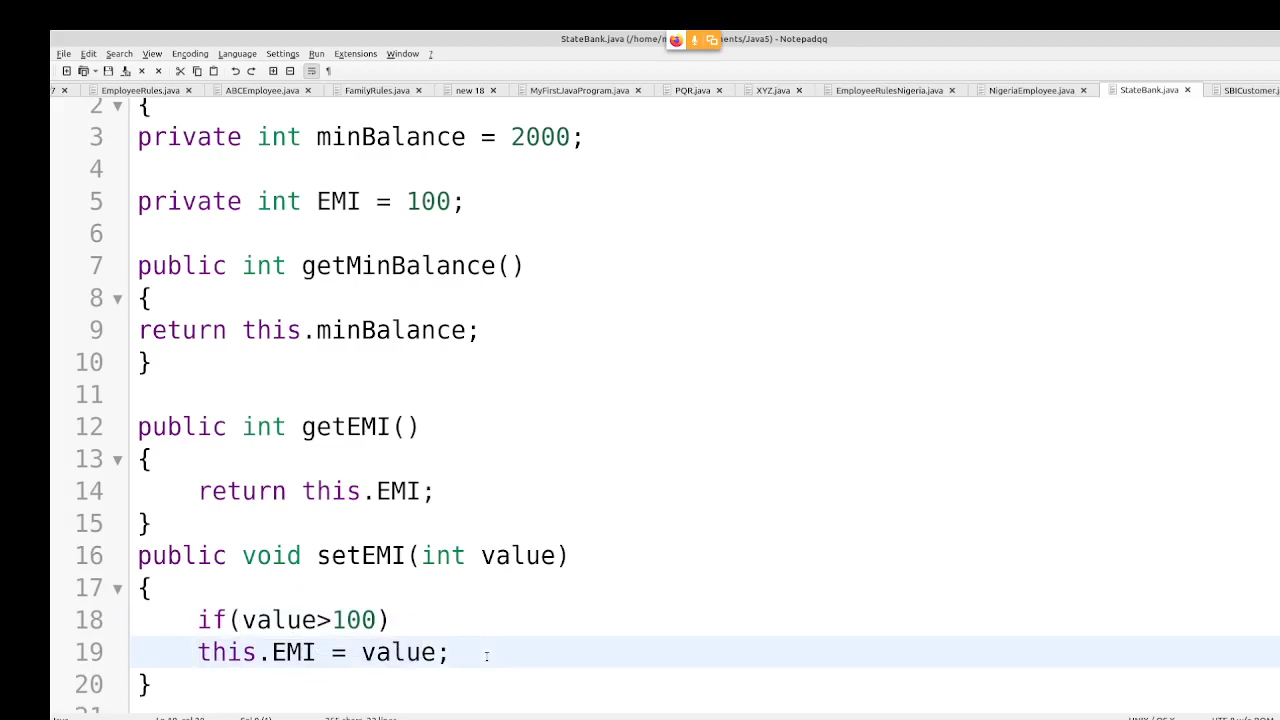 StateBank.java (/home/n ments/Java5) - Notepadqq
File Edit Search View Encoding Language Settings Run Extensions Window ?
7 EmployeeRules.java ABCEmployee.java FamilyRules.java new 18 MyFirstJavaProgram.java PQR.java XYZ.java EmployeeRulesNigeria.java NigeriaEmployee.java StateBank.java SBICustomer.j
2 {
3 private int minBalance = 2000;
4
5 private int EMI = 100;
6
7 public int getMinBalance()
8 {
9 return this.minBalance;
10 }
11
12 public int getEMI()
13 {
14 return this.EMI;
15 }
16 public void setEMI(int value)
17 {
18 if(value>100)
19 this.EMI = value;
20 }
21